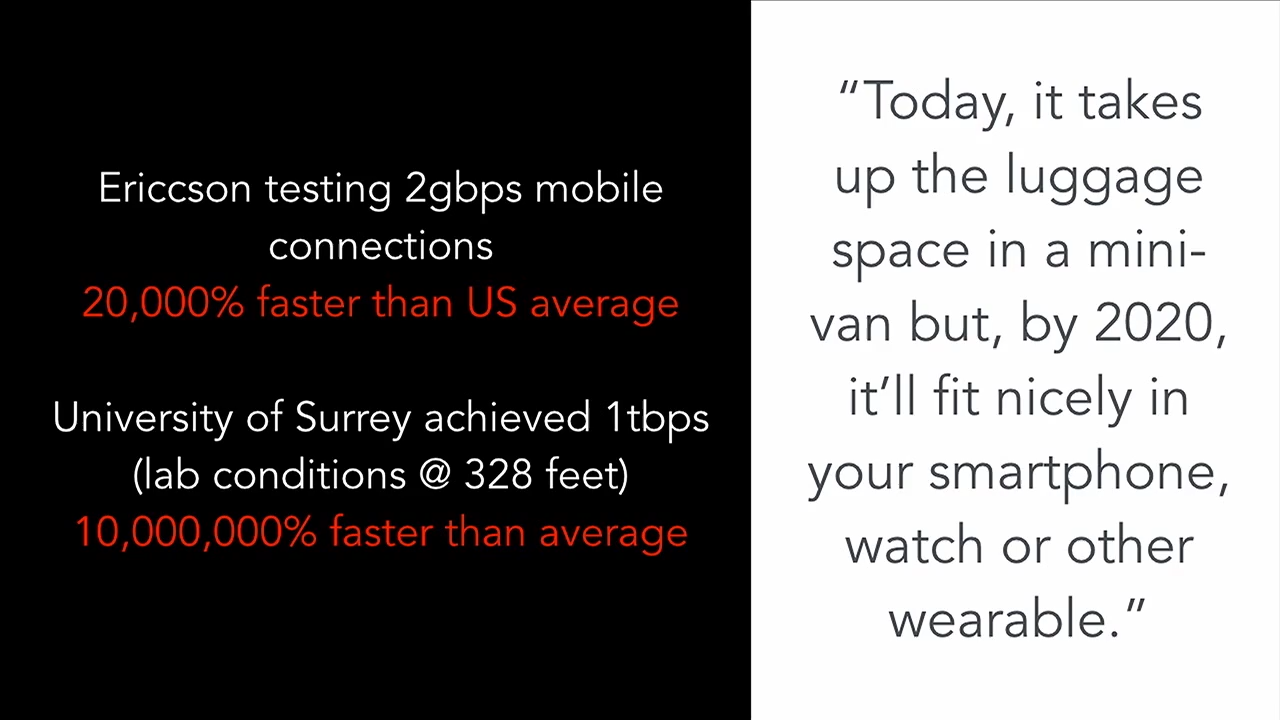 Ericcson testing 2gbps mobile
connections
20,000% faster than US average
University of Surrey achieved 1tbps
(lab conditions @ 328 feet)
10,000,000% faster than average
“Today, it takes
up the luggage
space in a mini-
van but, by 2020,
it’ll fit nicely in
your smartphone,
watch or other
wearable.”